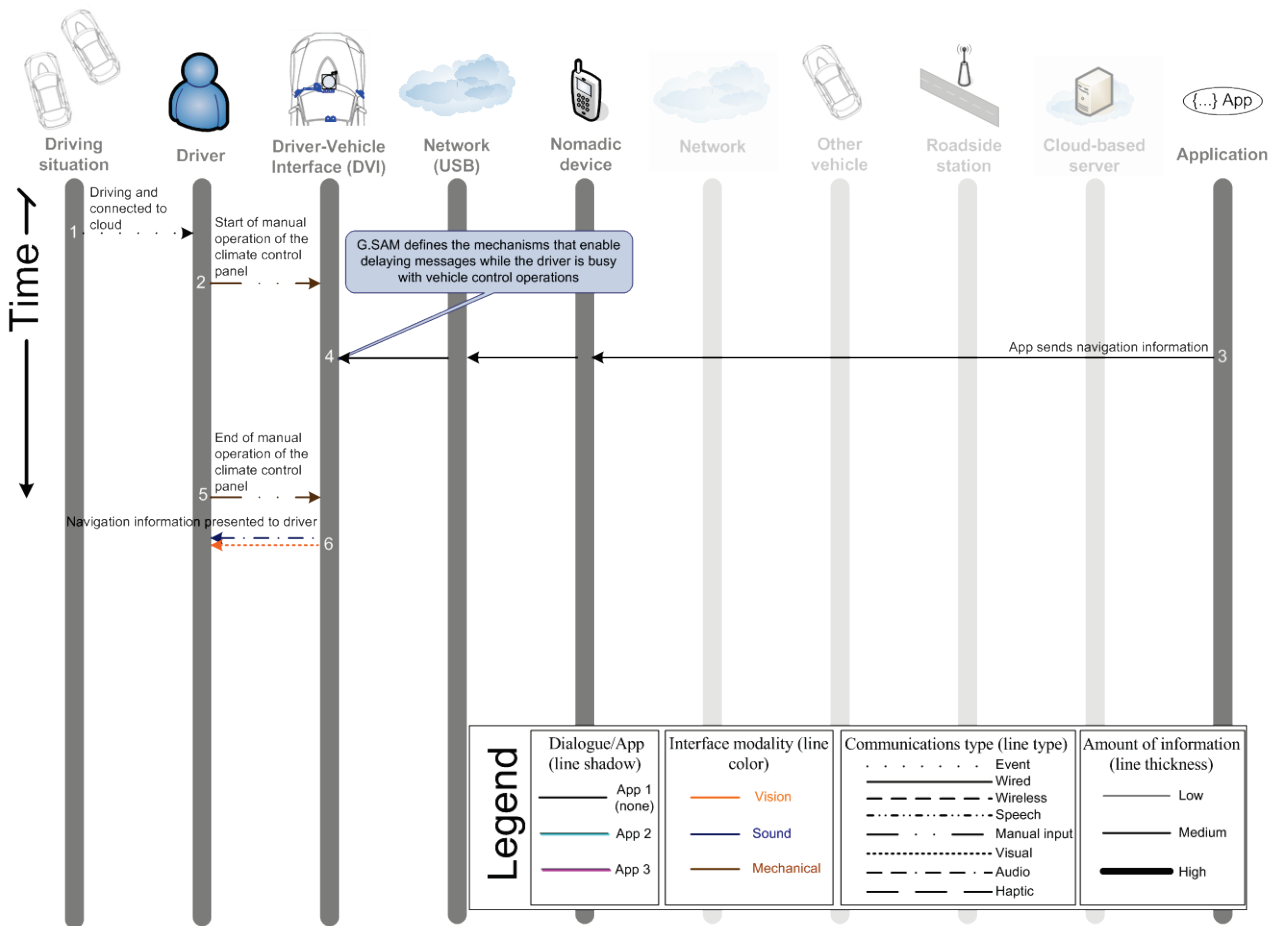 {...} App
Driving
situation
Driver
Driver-Vehicle
Interface (DVI)
Network
(USB)
Nomadic
device
Network
Other
vehicle
Roadside
station
Cloud-based
server
Application
Time
Driving and
connected to
cloud
1
Start of manual
operation of the
climate control
panel
2
G.SAM defines the mechanisms that enable
delaying messages while the driver is busy
with vehicle control operations
4
App sends navigation information
3
End of manual
operation of the
climate control
panel
5
Navigation information presented to driver
6
Legend
Dialogue/App
(line shadow)
App 1
(none)
App 2
App 3
Interface modality (line
color)
Vision
Sound
Mechanical
Communications type (line type)
Event
Wired
Wireless
Speech
Manual input
Visual
Audio
Haptic
Amount of information
(line thickness)
Low
Medium
High